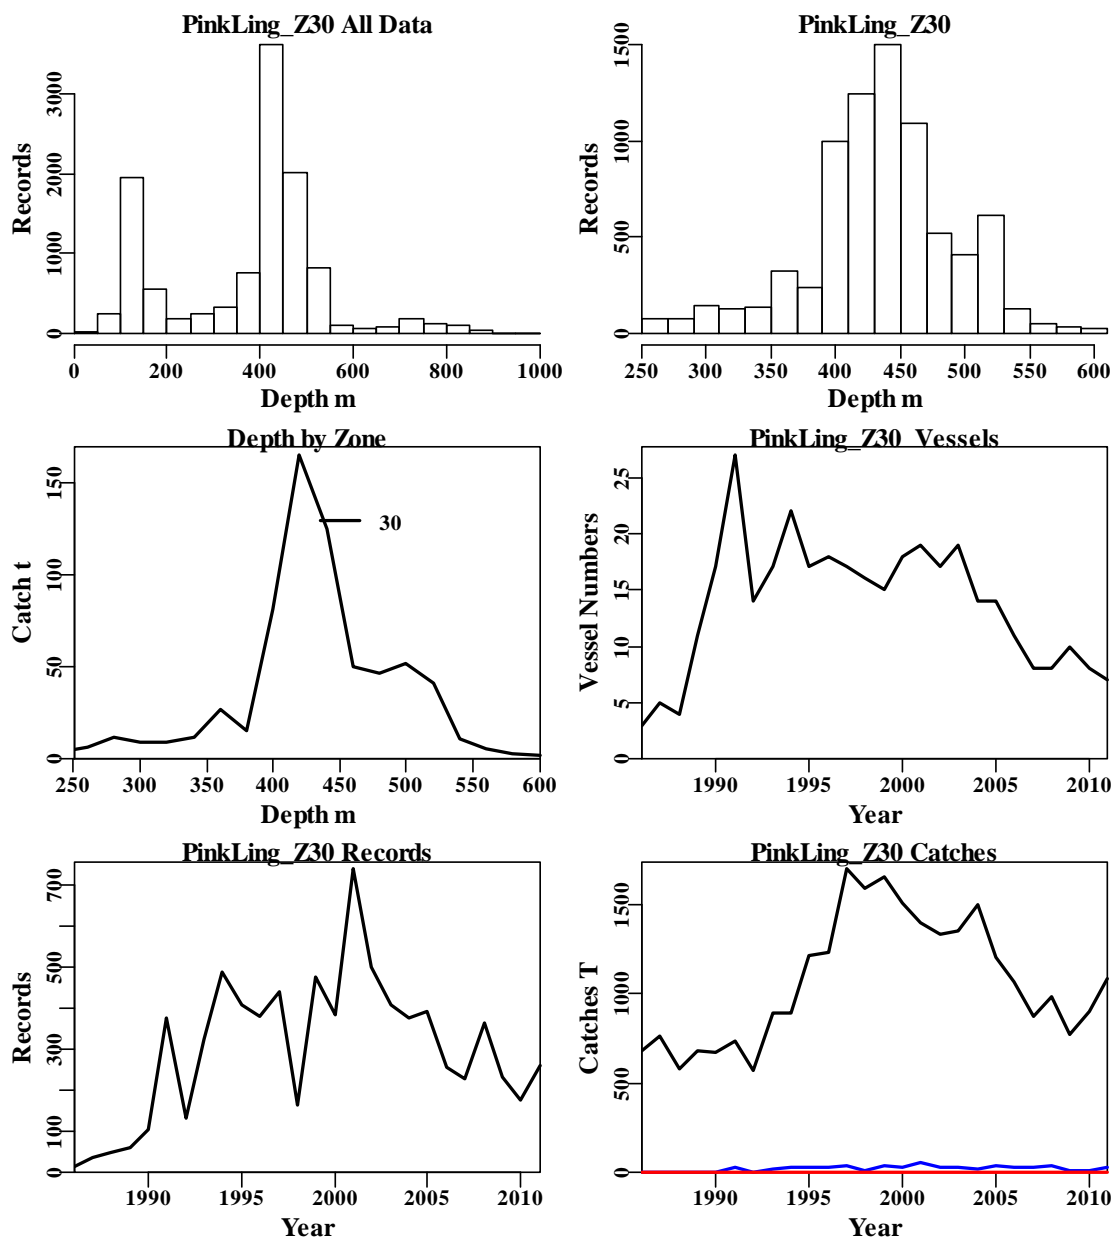 PinkLing_Z30 All Data
Records
0 1000 2000 3000
0 200 400 600 800 1000
Depth m
PinkLing_Z30
Records
0 500 1000 1500
250 300 350 400 450 500 550 600
Depth m
Depth by Zone
Catch t
0 50 100 150
30
250 300 350 400 450 500 550 600
Depth m
PinkLing_Z30 Vessels
Vessel Numbers
0 5 10 15 20 25
1990 1995 2000 2005 2010
Year
PinkLing_Z30 Records
Records
0 100 300 500 700
1990 1995 2000 2005 2010
Year
PinkLing_Z30 Catches
Catches T
0 500 1000 1500
1990 1995 2000 2005 2010
Year